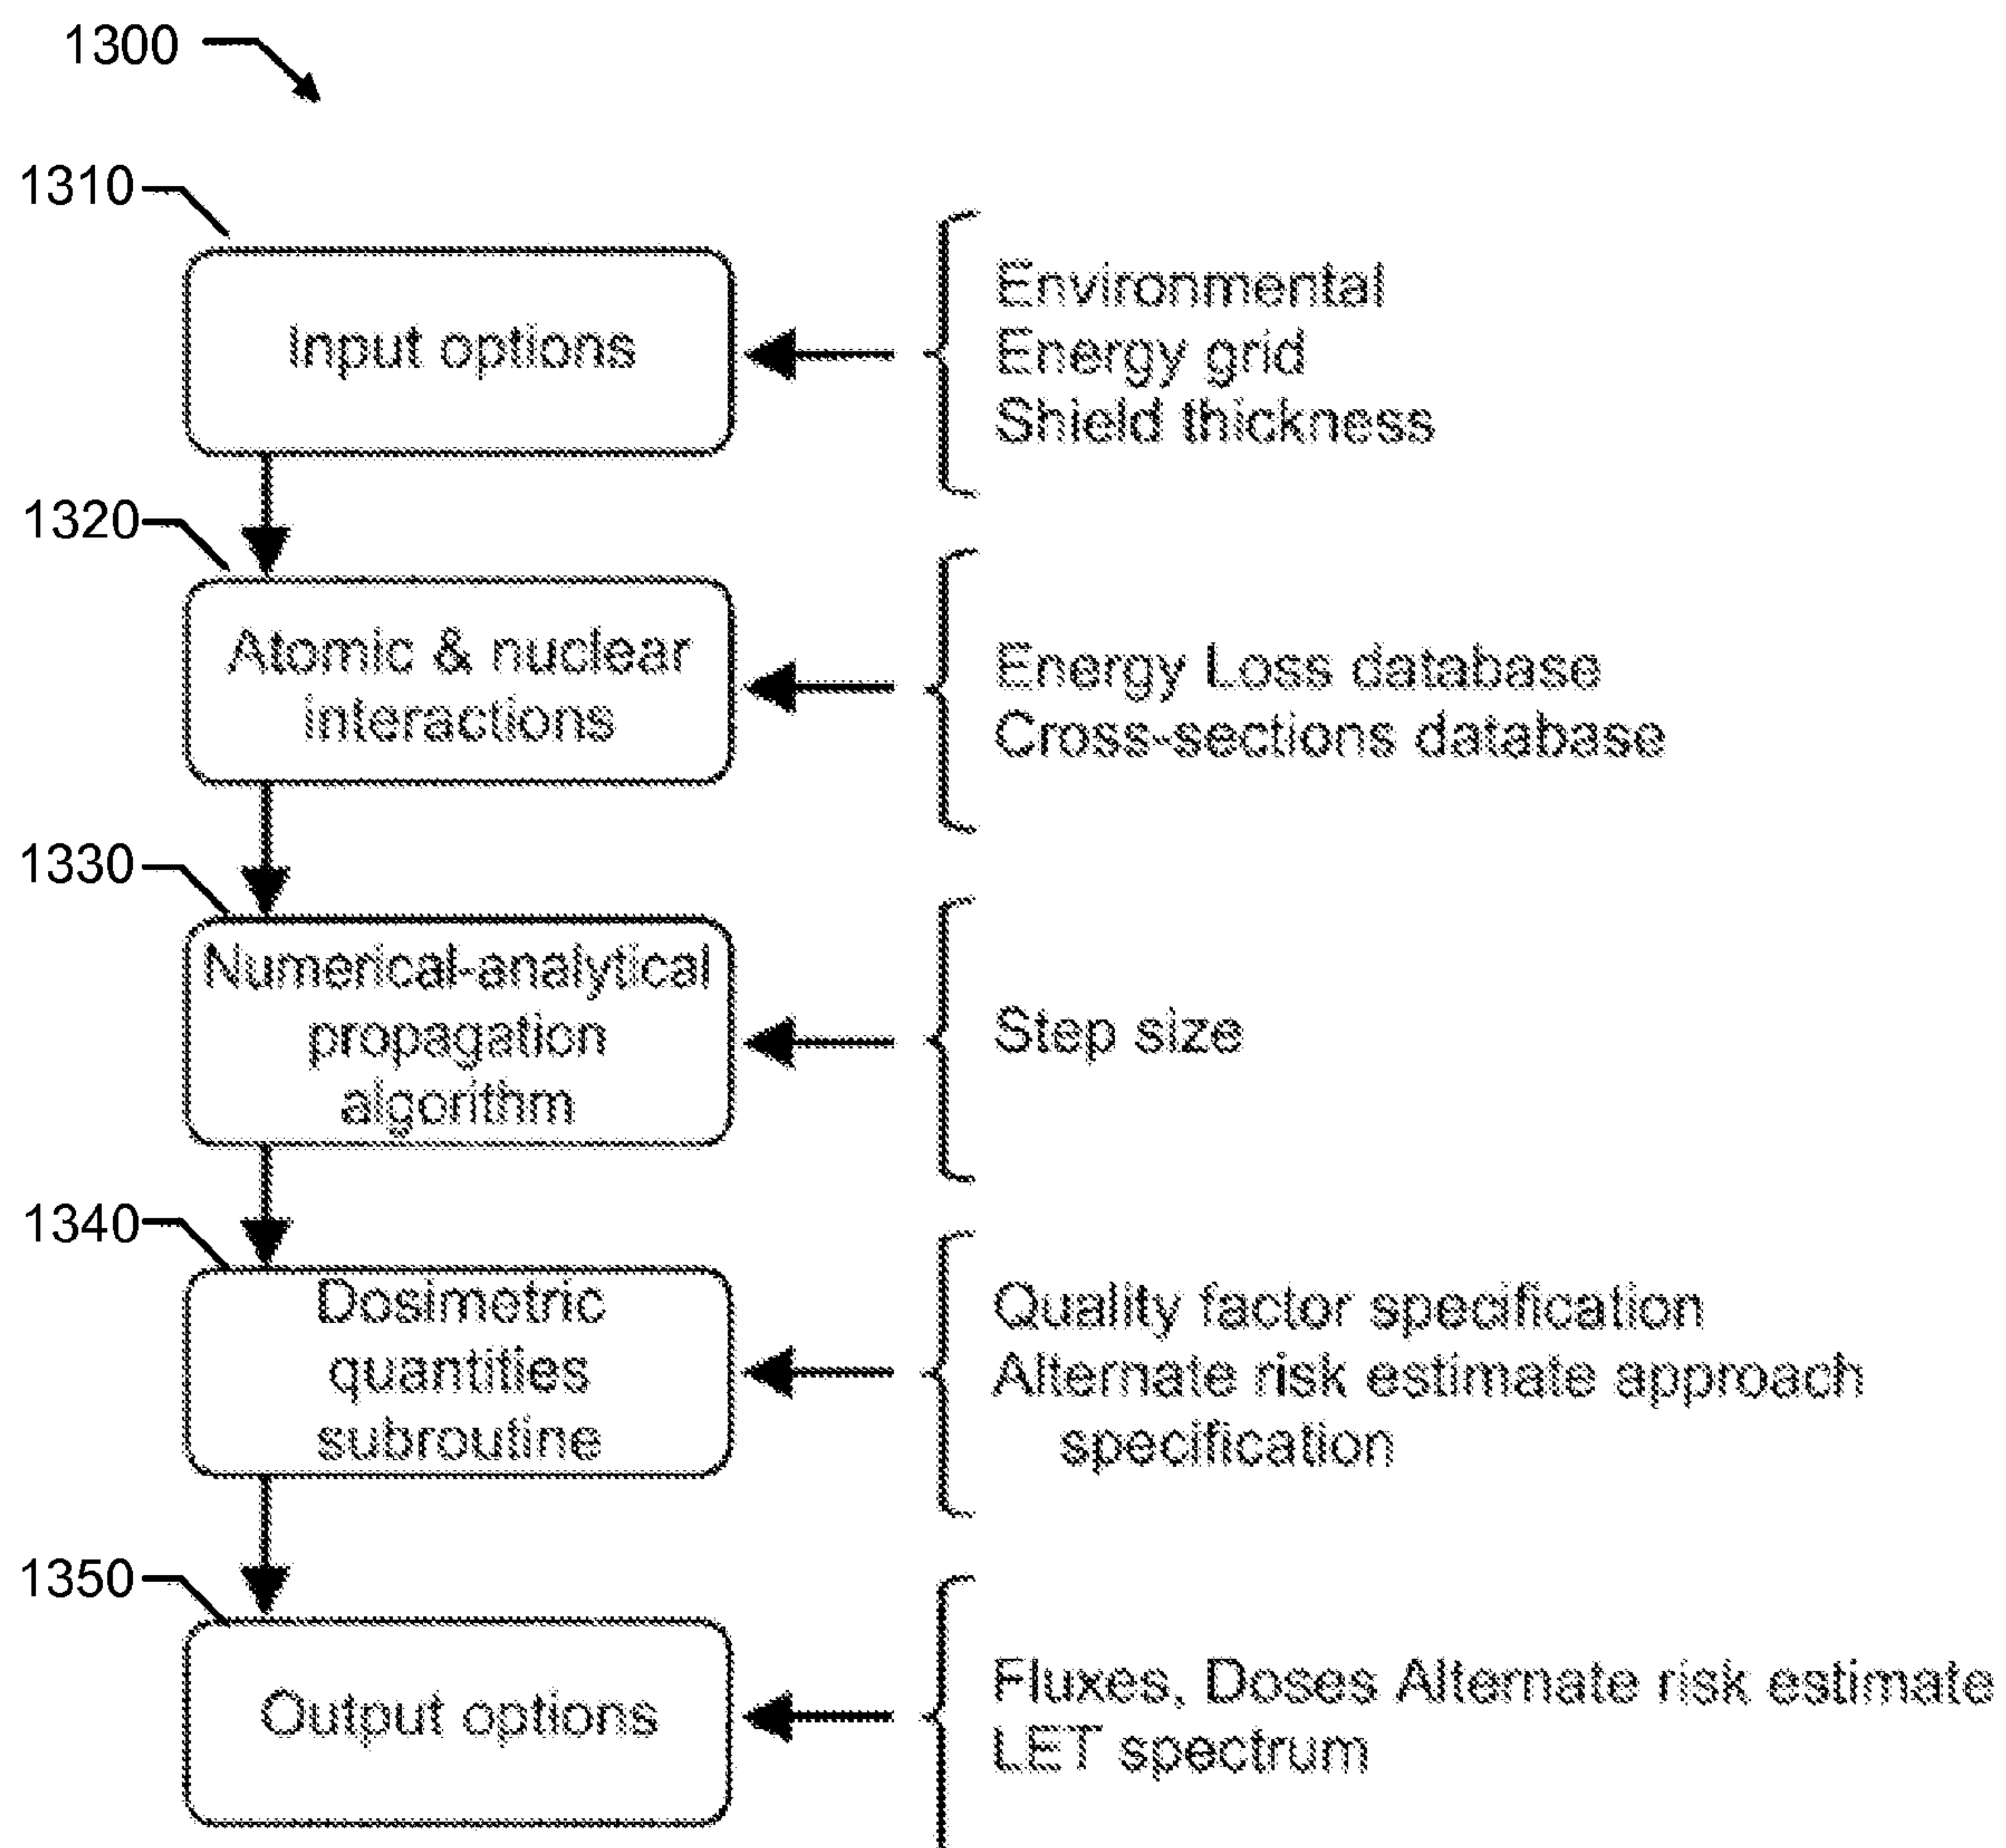 1300
1310
Input options
Environmental
Energy grid
Shield thickness
1320
Atomic & nuclear
interactions
Energy Loss database
Cross-sections database
1330
Numerical-analytical
propagation
algorithm
Step size
1340
Dosimetric
quantities
subroutine
Quality factor specification
Alternate risk estimate approach
specification
1350
Output options
Fluxes, Doses Alternate risk estimate
LET spectrum